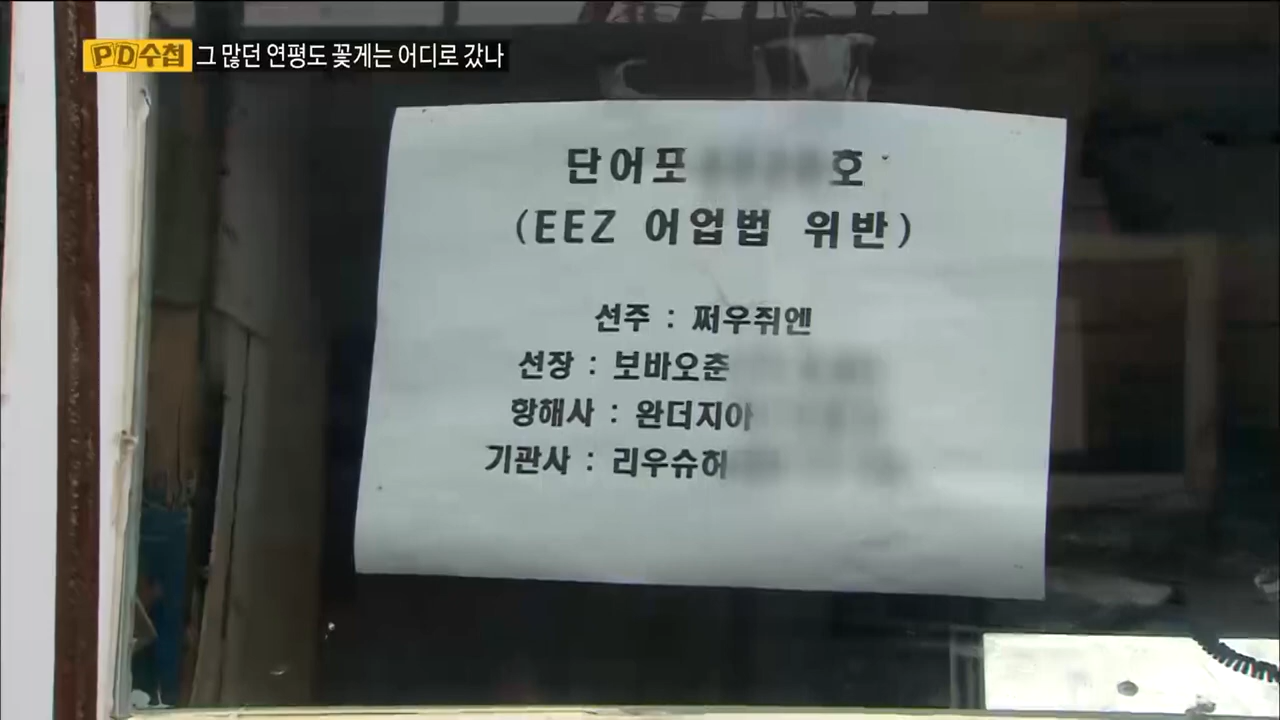 PD수첩 그 많던 연평도 꽃게는 어디로 갔나
단어포 호
(EEZ 어업법 위반)
선주 : 쩌우쥐엔
선장 : 보바오춘
항해사 : 완더지아
기관사 : 리우슈허